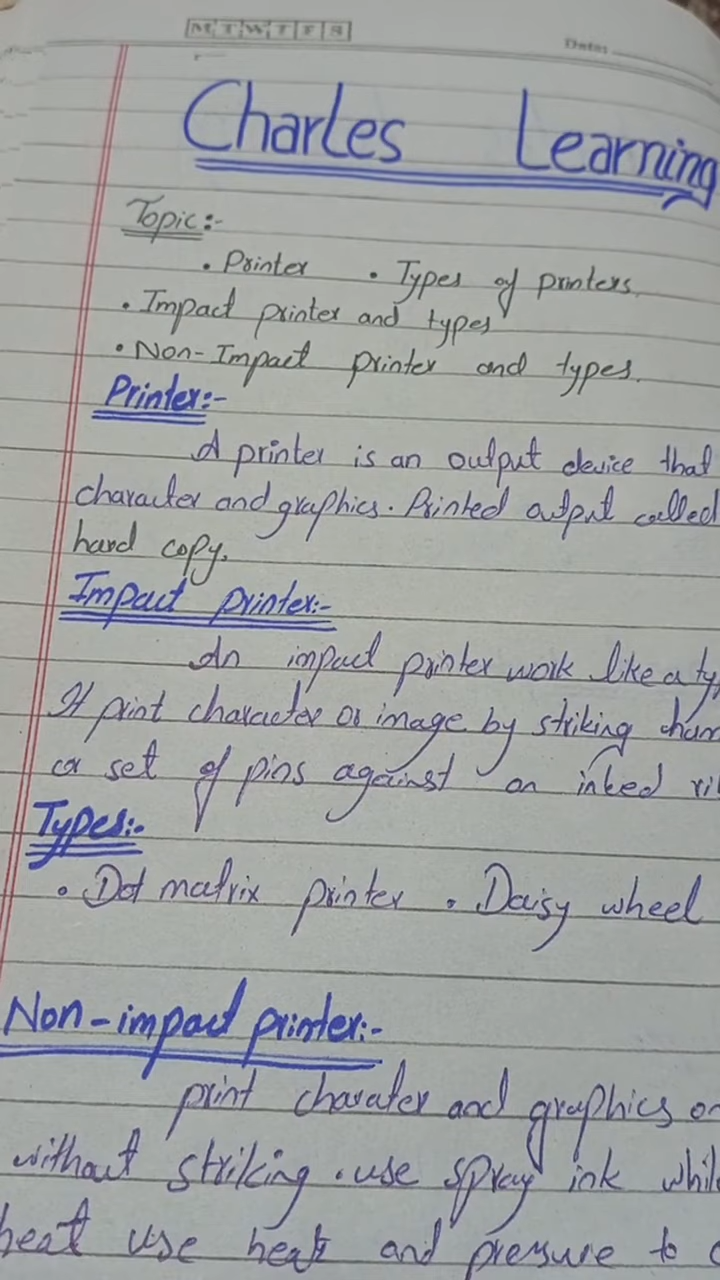 M T W T F S
Date:
Charles Learning
Topic:-
• Printer • Types of printers.
• Impact printer and types
• Non-Impact printer and types.
Printer:-
A printer is an output device that
character and graphics. Printed output called
hard copy.
Impact printer:-
An impact printer work like a ty
It print character or image by striking
or set of pins against an inked
Types:-
• Dot matrix printer • Daisy wheel
Non-impact printer:-
print charater and graphics on
without striking . use spray ink while
heat use heat and pressure to